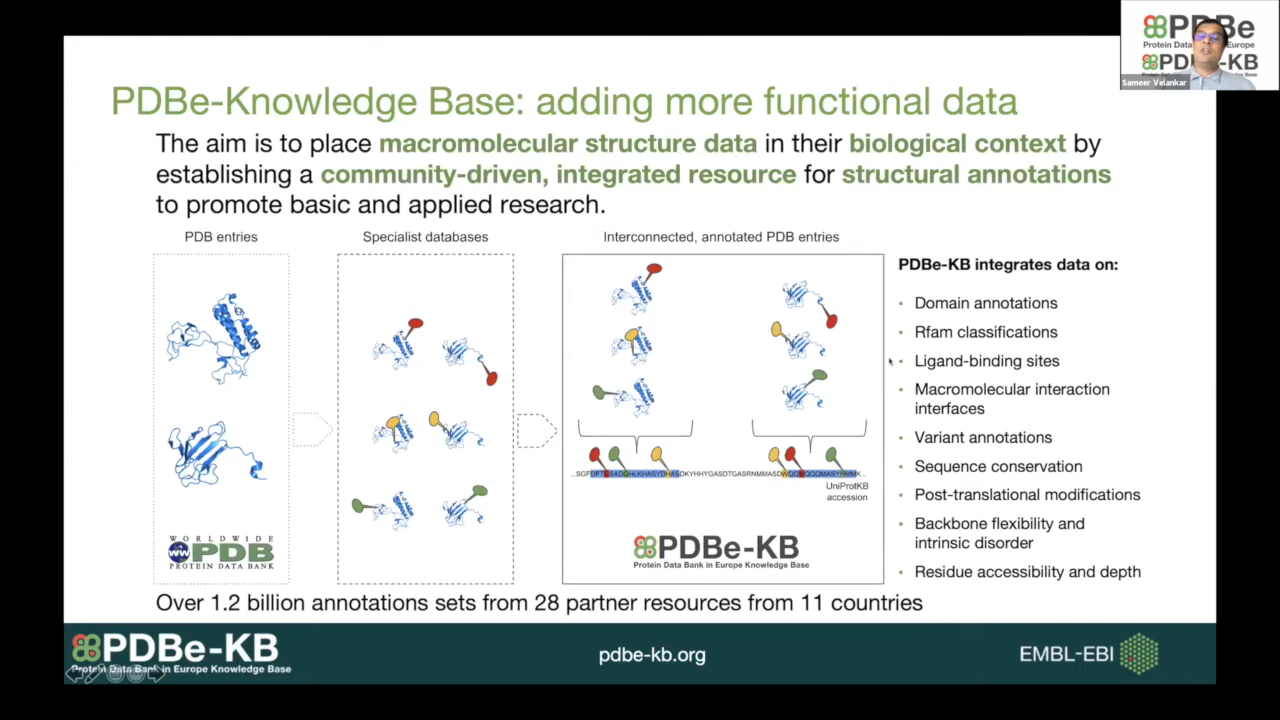 PDBe
Protein Data
Europe
-KB
Sameer Velankar
PDBe-Knowledge Base: adding more functional data
The aim is to place macromolecular structure data in their biological context by
establishing a community-driven, integrated resource for structural annotations
to promote basic and applied research.
PDB entries
Specialist databases
Interconnected, annotated PDB entries
PDBe-KB integrates data on:
• Domain annotations
• Rfam classifications
• Ligand-binding sites
• Macromolecular interaction
interfaces
• Variant annotations
• Sequence conservation
• Post-translational modifications
• Backbone flexibility and
intrinsic disorder
• Residue accessibility and depth
UniProtKB
accession
WORLDWIDE
PDB
PROTEIN DATA BANK
PDBe-KB
Protein Data Bank in Europe Knowledge Base
Over 1.2 billion annotations sets from 28 partner resources from 11 countries
PDBe-KB
Protein Data Bank in Europe Knowledge Base
pdbe-kb.org
EMBL-EBI